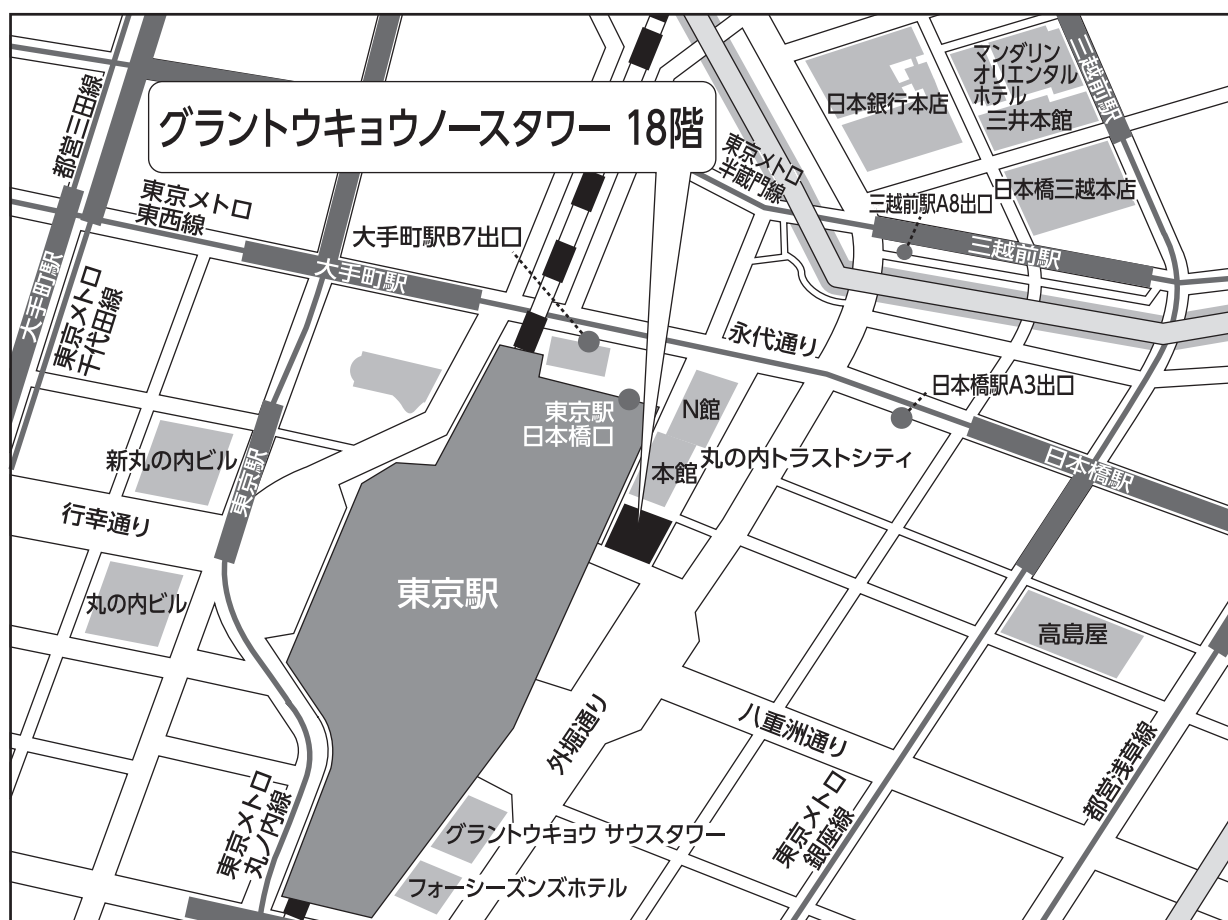 マンダリン
オリエンタル
ホテル
三井本館
三越前駅
日本銀行本店
都営三田線
グラントウキョウノースタワー 18階
東京メトロ
半蔵門線
日本橋三越本店
三越前駅A8出口
東京メトロ
東西線
大手町駅B7出口
三越前駅
大手町駅
大手町駅
東京メトロ
千代田線
永代通り
日本橋駅A3出口
東京駅
日本橋口
N館
本館
丸の内トラストシティ
日本橋駅
新丸の内ビル
東京駅
行幸通り
東京駅
丸の内ビル
高島屋
外堀通り
八重洲通り
都営浅草線
東京メトロ
丸ノ内線
東京メトロ
銀座線
グラントウキョウ サウスタワー
フォーシーズンズホテル